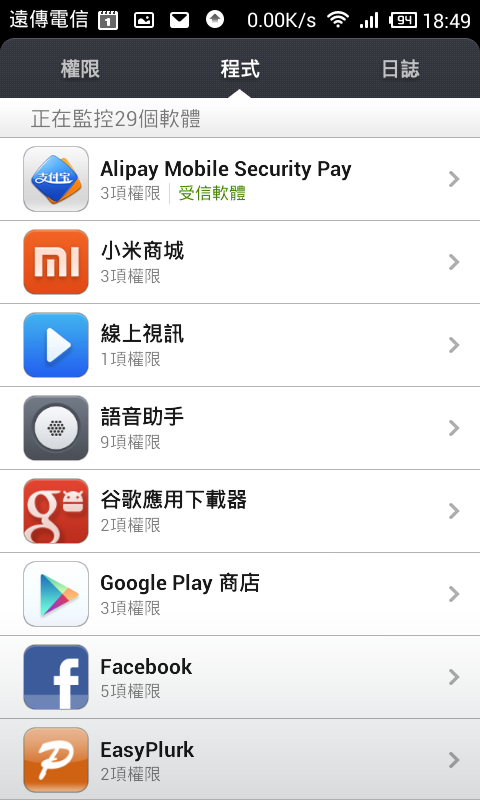 遠傳電信 1 0.00K/s 94 18:49
權限 程式 日誌
正在監控29個軟體
支付宝
Alipay Mobile Security Pay
3項權限 受信軟體
mi
小米商城
3項權限
線上視訊
1項權限
語音助手
9項權限
g
谷歌應用下載器
2項權限
Google Play 商店
3項權限
f
Facebook
5項權限
P
EasyPlurk
2項權限